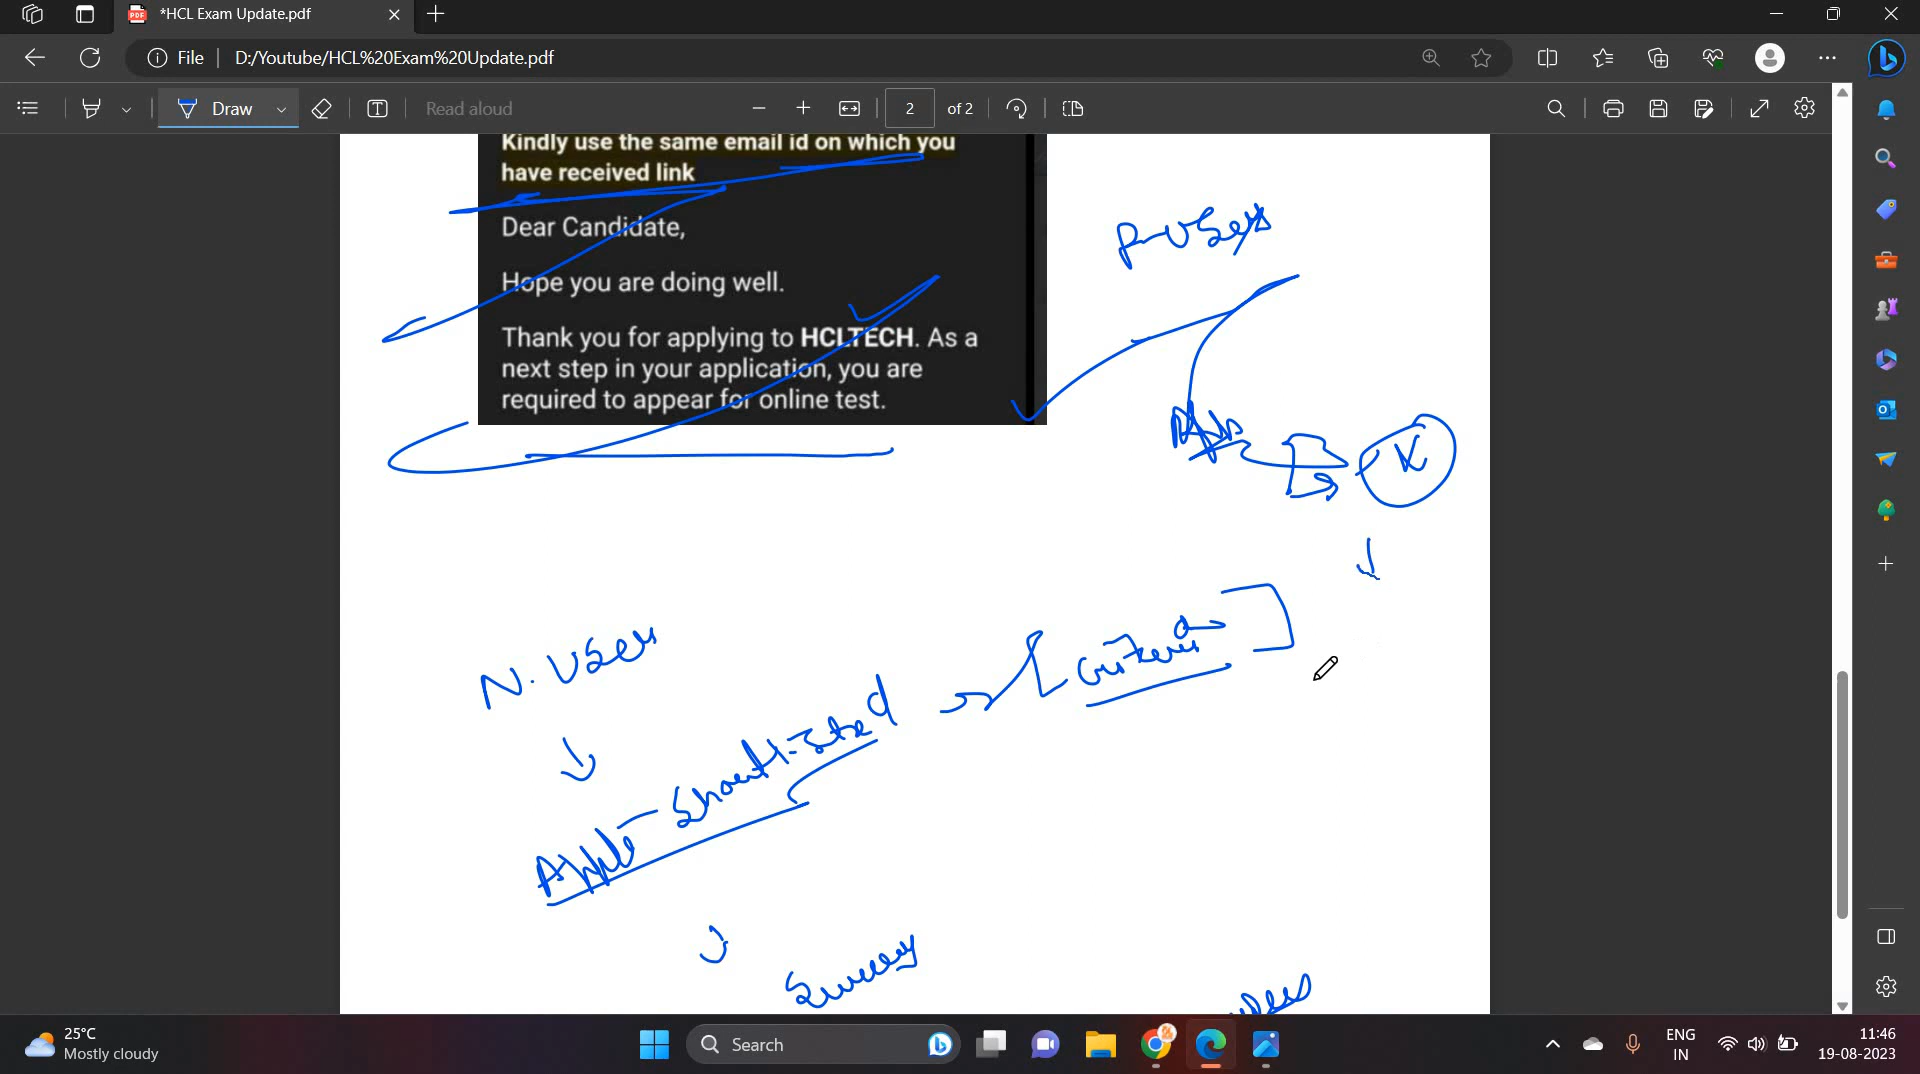 *HCL Exam Update.pdf
File
D:/Youtube/HCL%20Exam%20Update.pdf
Draw
Read aloud
2
of 2
Kindly use the same email id on which you
have received link
Dear Candidate,
Hope you are doing well.
Thank you for applying to HCLTECH. As a
next step in your application, you are
required to appear for online test.
P-User
N. User
Survey
25°C
Mostly cloudy
Search
ENG
IN
11:46
19-08-2023